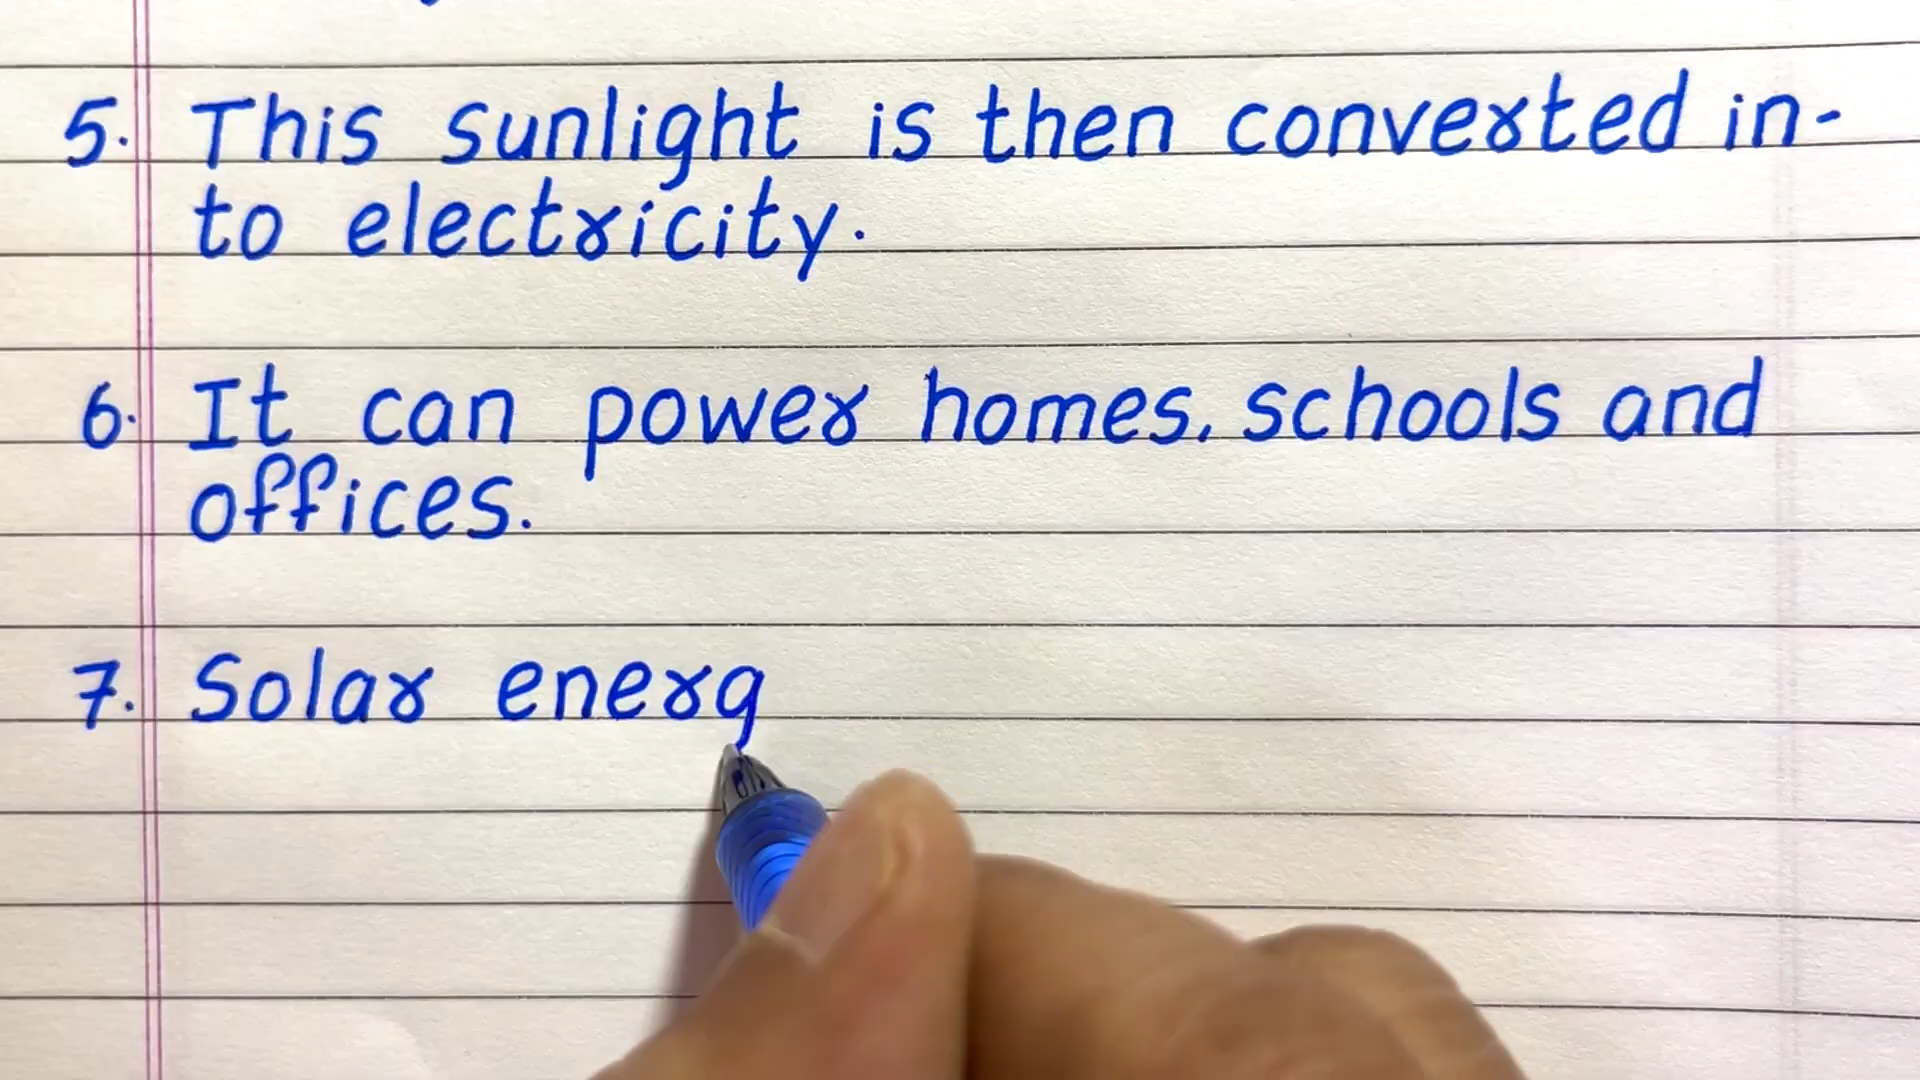 5. This sunlight is then converted in-
to electricity.
6. It can power homes, schools and
offices.
7. Solar energ